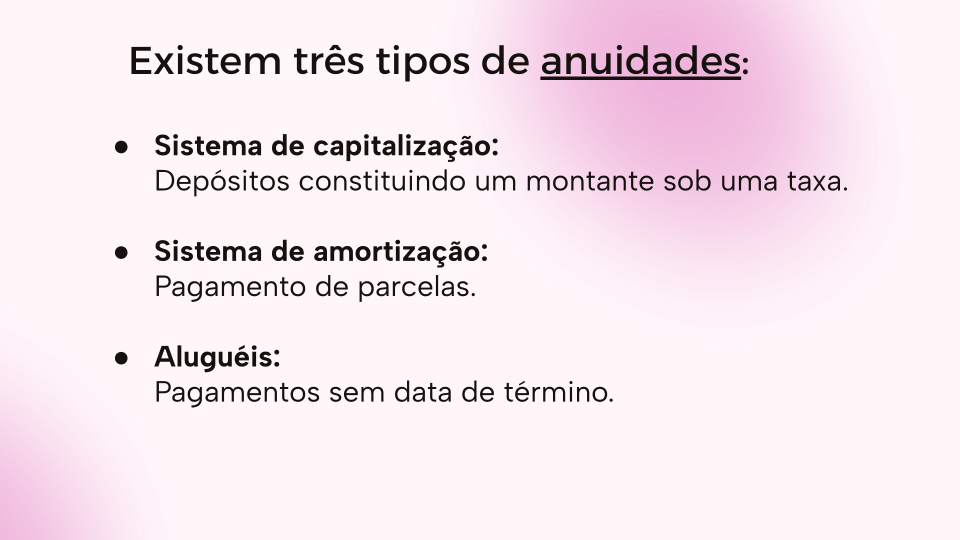 Existem três tipos de anuidades:
● Sistema de capitalização:
Depósitos constituindo um montante sob uma taxa.
● Sistema de amortização:
Pagamento de parcelas.
● Aluguéis:
Pagamentos sem data de término.